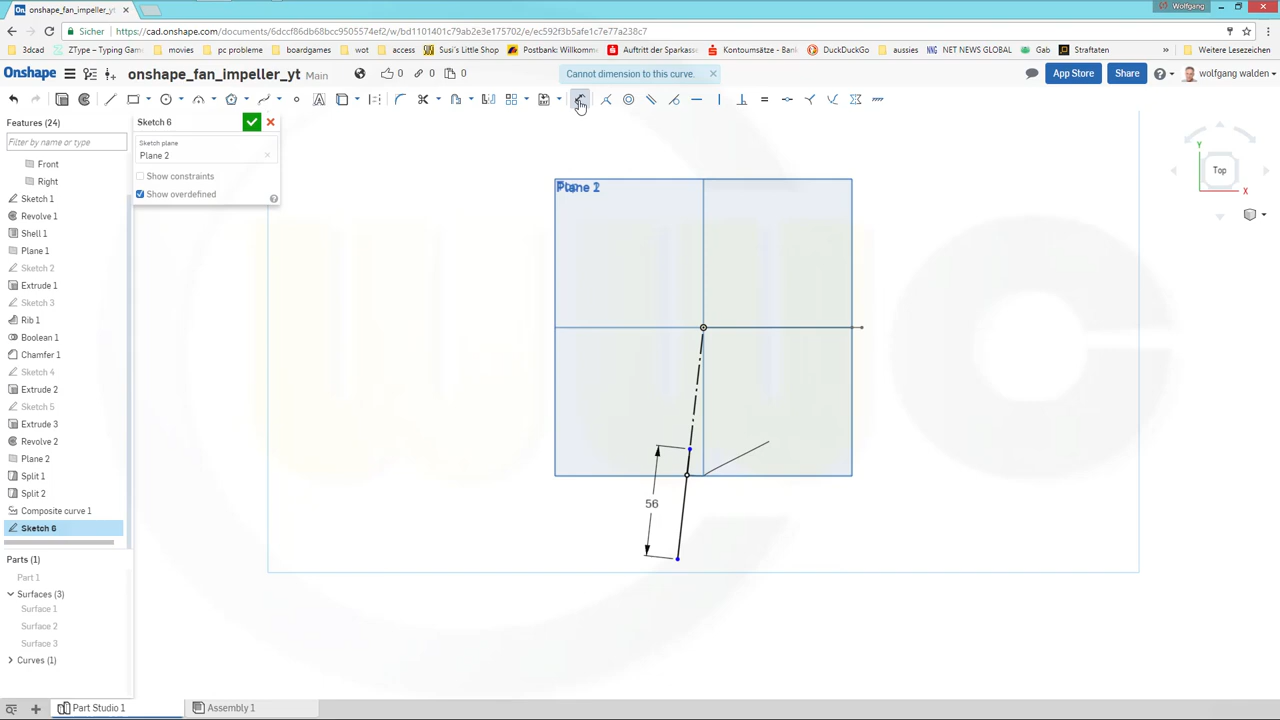 onshape_fan_impeller_yt
Wolfgang
Sicher
https://cad.onshape.com/documents/6dccf86db68bcc9505574ef2/w/bd1101401c79ab2e3e5175702/e/ec592f3b5afe1c7e77a238c7
3dcad
ZType – Typing Game
movies
pc probleme
boardgames
wot
access
Susi's Little Shop
Postbank: Willkomme
Auftritt der Sparkasse
Kontoumsätze - Bank
DuckDuckGo
aussies
NET NEWS GLOBAL
Gab
Straftaten
Weitere Lesezeichen
Onshape
onshape_fan_impeller_yt
Main
0
0
0
Cannot dimension to this curve.
App Store
Share
wolfgang walden
Features (24)
Filter by name or type
Front
Right
Sketch 1
Revolve 1
Shell 1
Plane 1
Sketch 2
Extrude 1
Sketch 3
Rib 1
Boolean 1
Chamfer 1
Sketch 4
Extrude 2
Sketch 5
Extrude 3
Revolve 2
Plane 2
Split 1
Split 2
Composite curve 1
Sketch 6
Parts (1)
Part 1
Surfaces (3)
Surface 1
Surface 2
Surface 3
Curves (1)
Sketch 6
Sketch plane
Plane 2
Show constraints
Show overdefined
Plane 2
56
Y
Top
X
Part Studio 1
Assembly 1